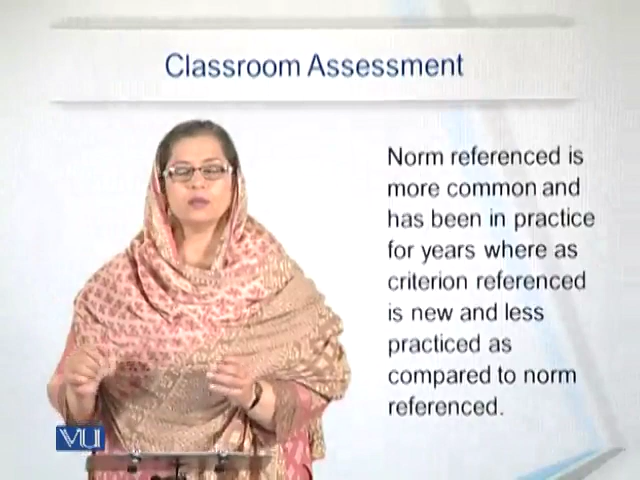 Classroom Assessment
Norm referenced is
more common and
has been in practice
for years where as
criterion referenced
is new and less
practiced as
compared to norm
referenced.
VU